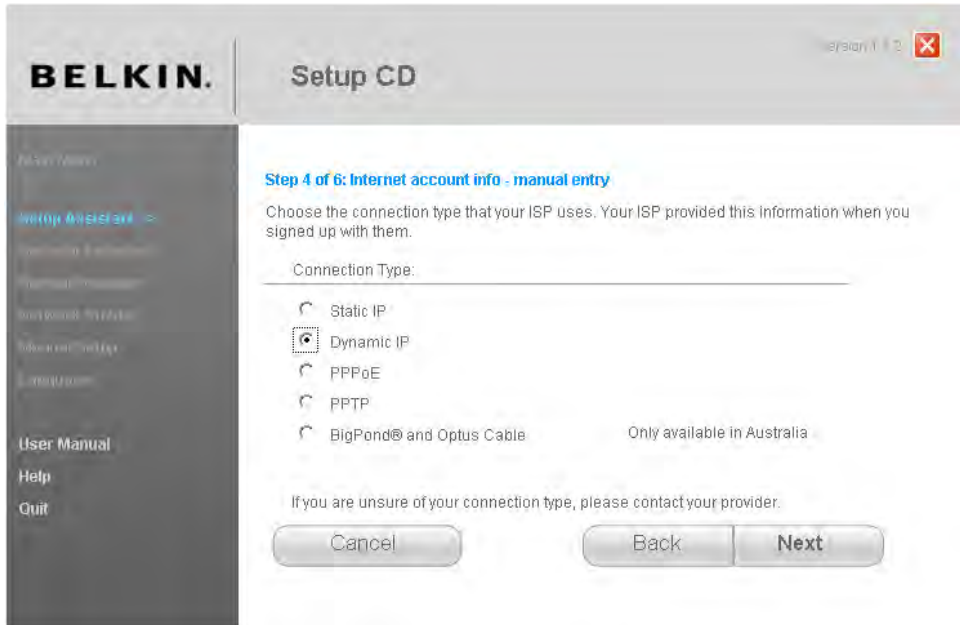 BELKIN.
Setup CD
Step 4 of 6: Internet account info - manual entry
Choose the connection type that your ISP uses. Your ISP provided this information when you
signed up with them.
Connection Type:
Static IP
Dynamic IP
PPPoE
PPTP
BigPond® and Optus Cable Only available in Australia
If you are unsure of your connection type, please contact your provider.
Cancel
Back
Next
Setup Assistant
User Manual
Help
Quit